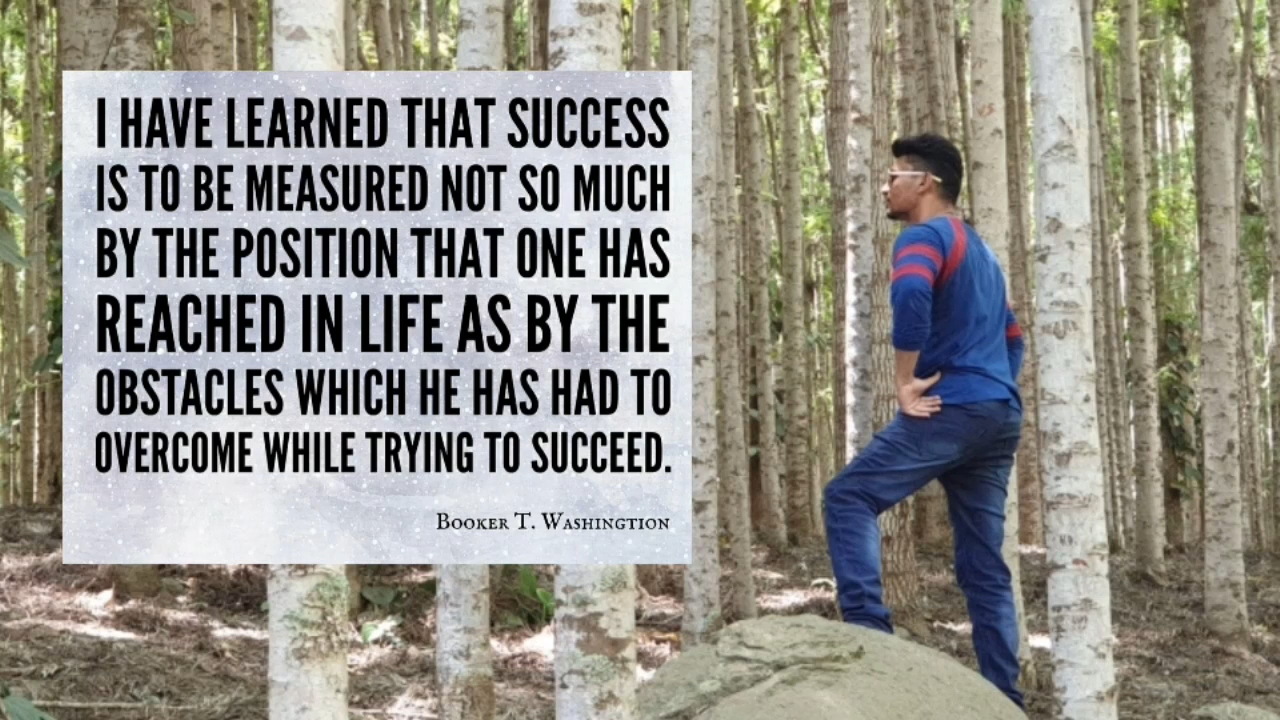 I HAVE LEARNED THAT SUCCESS
IS TO BE MEASURED NOT SO MUCH
BY THE POSITION THAT ONE HAS
REACHED IN LIFE AS BY THE
OBSTACLES WHICH HE HAS HAD TO
OVERCOME WHILE TRYING TO SUCCEED.
Booker T. Washingtion